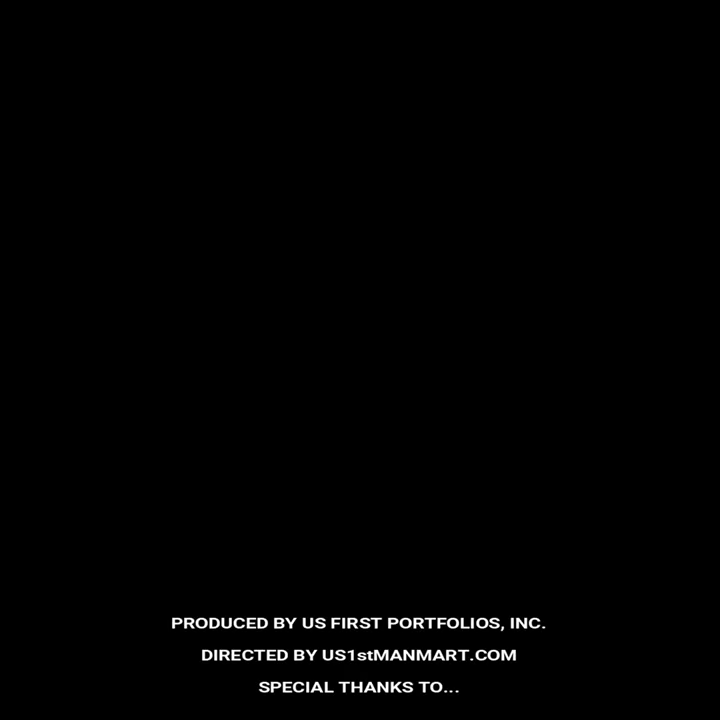 PRODUCED BY US FIRST PORTFOLIOS, INC.
DIRECTED BY US1stMANMART.COM
SPECIAL THANKS TO...